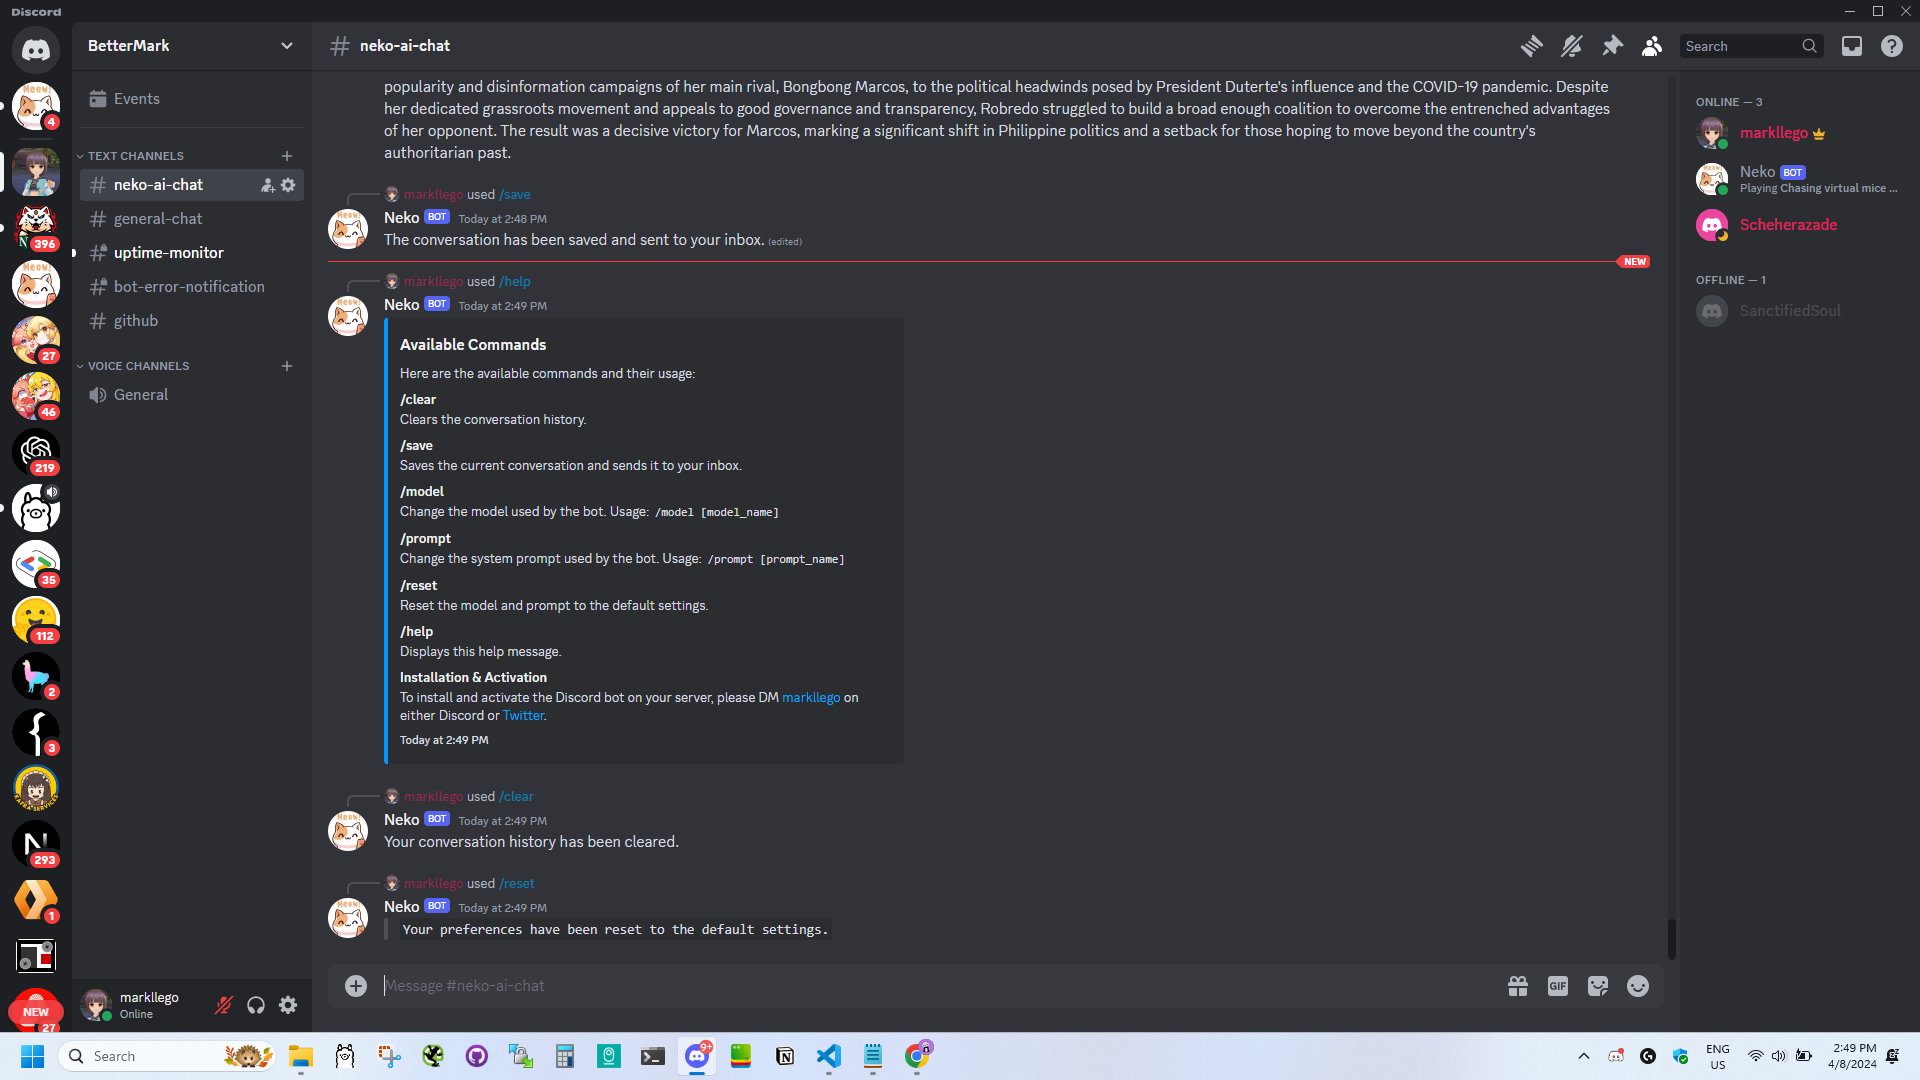 Discord
BetterMark
neko-ai-chat
Search
Events
TEXT CHANNELS
neko-ai-chat
general-chat
uptime-monitor
bot-error-notification
github
VOICE CHANNELS
General
4
396
27
46
219
35
112
2
3
293
1
NEW
27
popularity and disinformation campaigns of her main rival, Bongbong Marcos, to the political headwinds posed by President Duterte's influence and the COVID-19 pandemic. Despite
her dedicated grassroots movement and appeals to good governance and transparency, Robredo struggled to build a broad enough coalition to overcome the entrenched advantages
of her opponent. The result was a decisive victory for Marcos, marking a significant shift in Philippine politics and a setback for those hoping to move beyond the country's
authoritarian past.
markllego used /save
Neko BOT Today at 2:48 PM
The conversation has been saved and sent to your inbox. (edited)
NEW
markllego used /help
Neko BOT Today at 2:49 PM
Available Commands
Here are the available commands and their usage:
/clear
Clears the conversation history.
/save
Saves the current conversation and sends it to your inbox.
/model
Change the model used by the bot. Usage: /model [model_name]
/prompt
Change the system prompt used by the bot. Usage: /prompt [prompt_name]
/reset
Reset the model and prompt to the default settings.
/help
Displays this help message.
Installation & Activation
To install and activate the Discord bot on your server, please DM markllego on
either Discord or Twitter.
Today at 2:49 PM
markllego used /clear
Neko BOT Today at 2:49 PM
Your conversation history has been cleared.
markllego used /reset
Neko BOT Today at 2:49 PM
Your preferences have been reset to the default settings.
Message #neko-ai-chat
GIF
ONLINE — 3
markllego
Neko BOT
Playing Chasing virtual mice ...
Scheherazade
OFFLINE — 1
SanctifiedSoul
markllego
Online
Search
9+
ENG
US
2:49 PM
4/8/2024